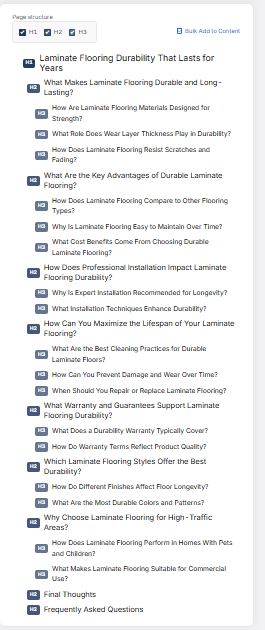 Page structure
H1 H2 H3
Bulk Add to Content
H1 Laminate Flooring Durability That Lasts for
Years
H2 What Makes Laminate Flooring Durable and Long-
Lasting?
H3 How Are Laminate Flooring Materials Designed for
Strength?
H3 What Role Does Wear Layer Thickness Play in Durability?
H3 How Does Laminate Flooring Resist Scratches and
Fading?
H2 What Are the Key Advantages of Durable Laminate
Flooring?
H3 How Does Laminate Flooring Compare to Other Flooring
Types?
H3 Why Is Laminate Flooring Easy to Maintain Over Time?
H3 What Cost Benefits Come From Choosing Durable
Laminate Flooring?
H2 How Does Professional Installation Impact Laminate
Flooring Durability?
H3 Why Is Expert Installation Recommended for Longevity?
H3 What Installation Techniques Enhance Durability?
H2 How Can You Maximize the Lifespan of Your Laminate
Flooring?
H3 What Are the Best Cleaning Practices for Durable
Laminate Floors?
H3 How Can You Prevent Damage and Wear Over Time?
H3 When Should You Repair or Replace Laminate Flooring?
H2 What Warranty and Guarantees Support Laminate
Flooring Durability?
H3 What Does a Durability Warranty Typically Cover?
H3 How Do Warranty Terms Reflect Product Quality?
H2 Which Laminate Flooring Styles Offer the Best
Durability?
H3 How Do Different Finishes Affect Floor Longevity?
H3 What Are the Most Durable Colors and Patterns?
H2 Why Choose Laminate Flooring for High-Traffic
Areas?
H3 How Does Laminate Flooring Perform in Homes With Pets
and Children?
H3 What Makes Laminate Flooring Suitable for Commercial
Use?
H2 Final Thoughts
H2 Frequently Asked Questions